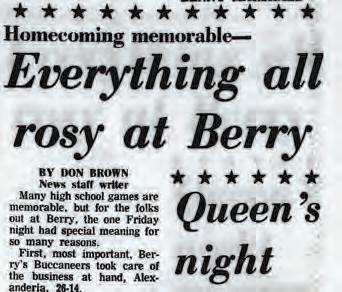 Homecoming memorable—
Everything all
rosy at Berry
BY DON BROWN
News staff writer
Many high school games are
memorable, but for the folks
out at Berry, the one Friday
night had special meaning for
so many reasons.
First, most important, Ber-
ry's Buccaneers took care of
the business at hand, Alex-
anderia, 26-14.
Queen's
night